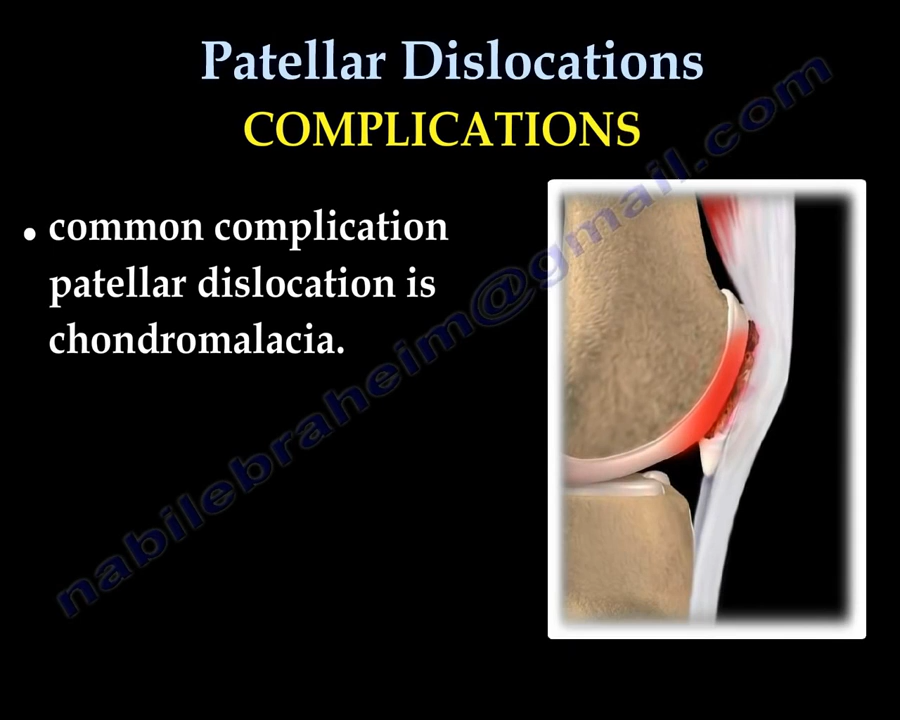 Patellar Dislocations
COMPLICATIONS
• common complication
patellar dislocation is
chondromalacia.
nabilebraheim@gmail.com